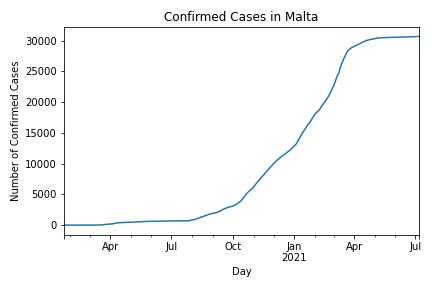 Confirmed Cases in Malta
Number of Confirmed Cases
30000
25000
20000
15000
10000
5000
0
Apr
Jul
Oct
Jan
2021
Apr
Jul
Day